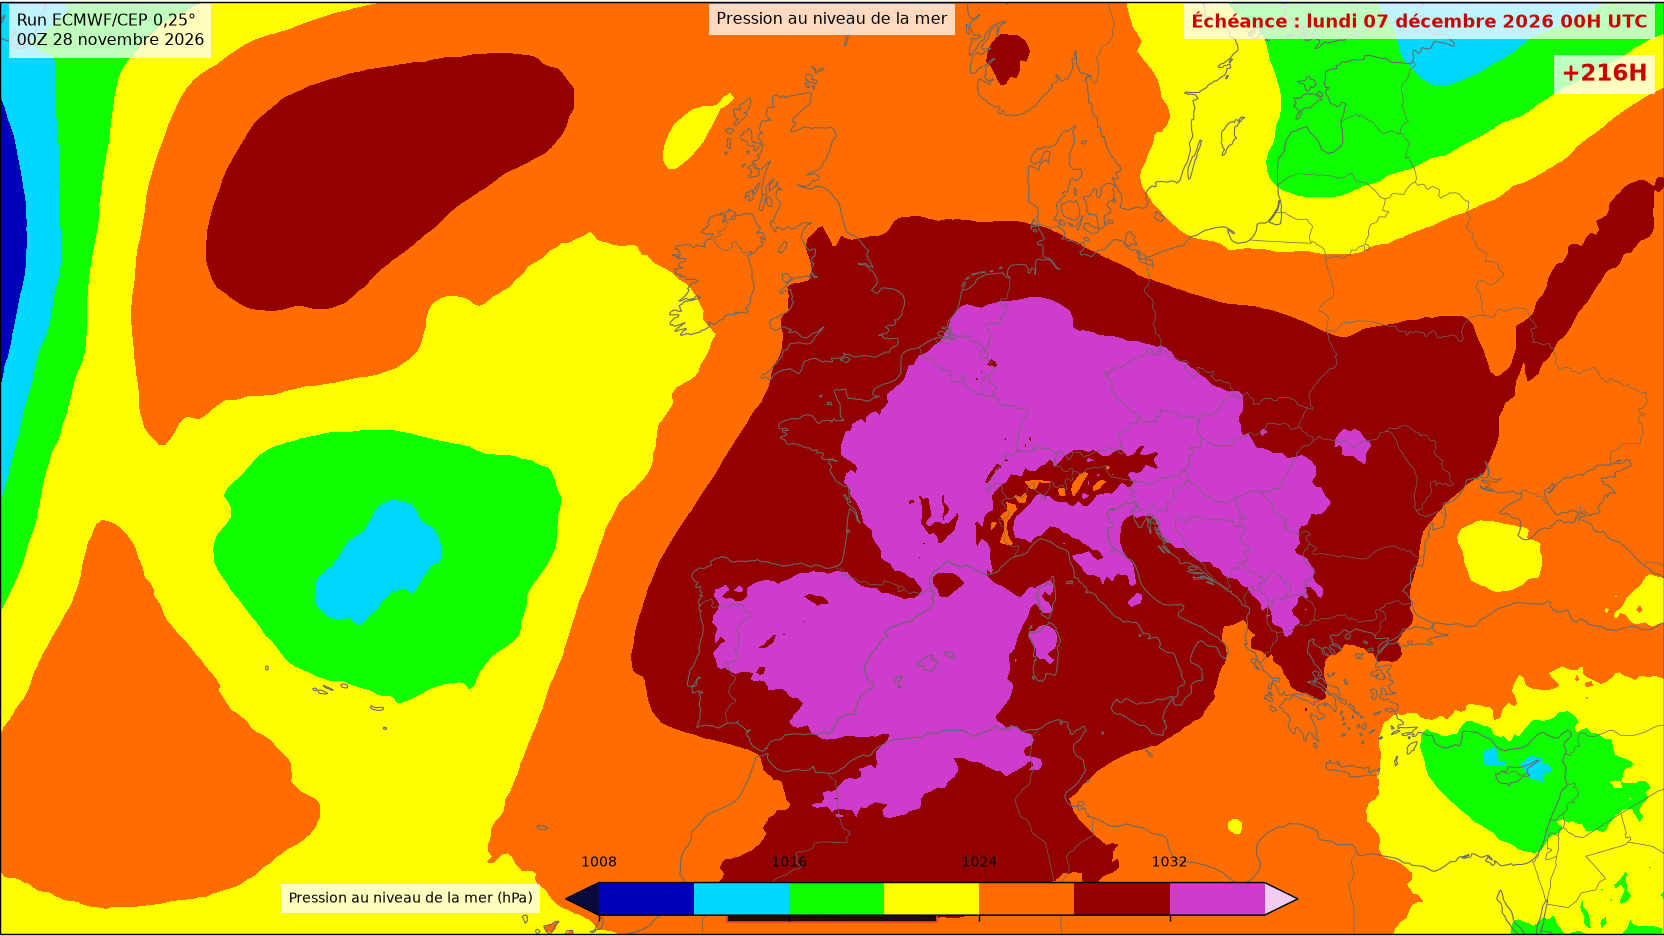 Run ECMWF/CEP 0,25°
00Z 28 novembre 2026
Pression au niveau de la mer
Échéance : lundi 07 décembre 2026 00H UTC
+216H
1008 1016 1024 1032
Pression au niveau de la mer (hPa)